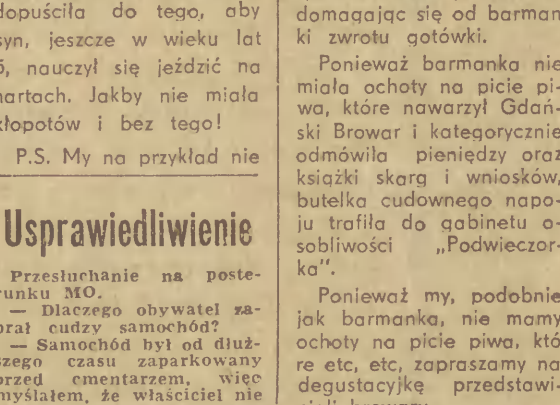 dopuściła do tego, aby
syn, jeszcze w wieku lat
5, nauczył się jeździć na
nartach. Jakby nie miała
kłopotów i bez tego!
P.S. My na przykład nie
Usprawiedliwienie
Przesłuchanie na poste-
runku MO.
— Dlaczego obywatel za-
brał cudzy samochód?
— Samochód był od dłuż-
szego czasu zaparkowany
przed cmentarzem, więc
myślałem, że właściciel nie
domagając się od barman
ki zwrotu gotówki.
Ponieważ barmanka nie
miała ochoty na picie pi-
wa, które nawarzył Gdań-
ski Browar i kategorycznie
odmówiła pieniędzy oraz
książki skarg i wniosków,
butelka cudownego napo-
ju trafiła do gabinetu o-
sobliwości „Podwieczor-
ka".
Ponieważ my, podobnie
jak barmanka, nie mamy
ochoty na picie piwa, któ
re etc, etc, zapraszamy na
degustacyjkę przedstawi-